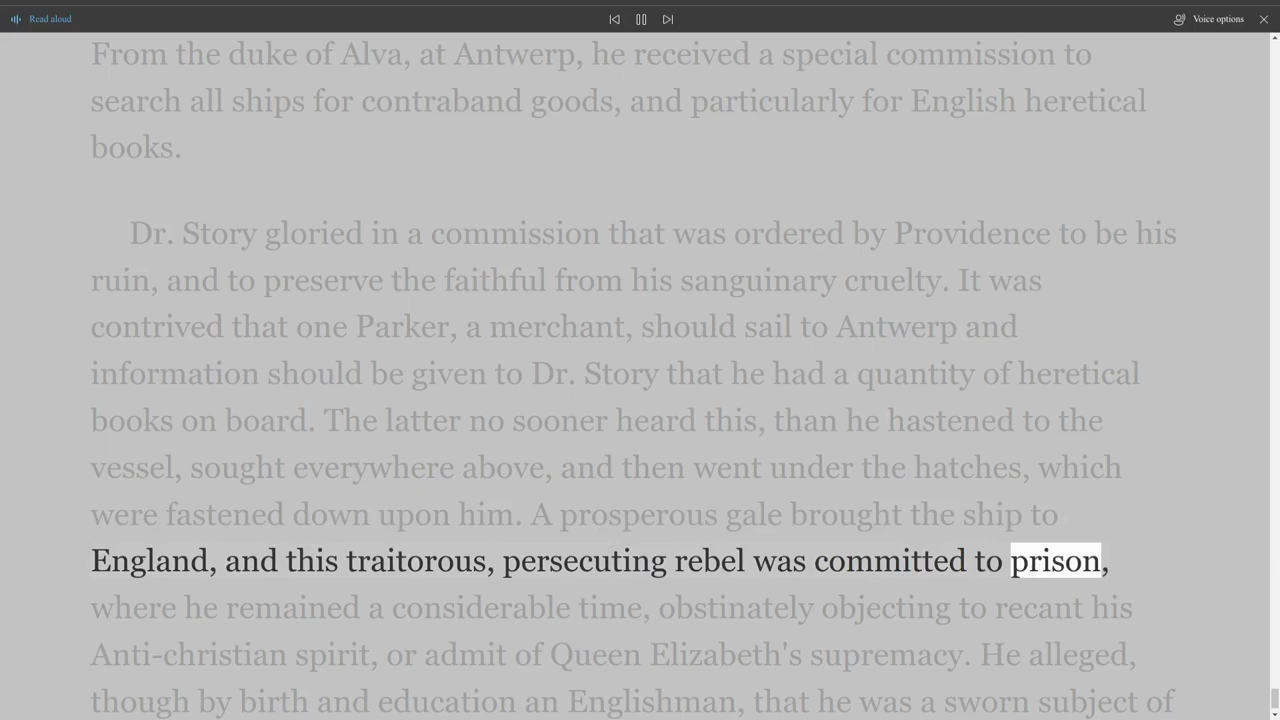 Read aloud
Voice options
From the duke of Alva, at Antwerp, he received a special commission to
search all ships for contraband goods, and particularly for English heretical
books.
Dr. Story gloried in a commission that was ordered by Providence to be his
ruin, and to preserve the faithful from his sanguinary cruelty. It was
contrived that one Parker, a merchant, should sail to Antwerp and
information should be given to Dr. Story that he had a quantity of heretical
books on board. The latter no sooner heard this, than he hastened to the
vessel, sought everywhere above, and then went under the hatches, which
were fastened down upon him. A prosperous gale brought the ship to
England, and this traitorous, persecuting rebel was committed to prison,
where he remained a considerable time, obstinately objecting to recant his
Anti-christian spirit, or admit of Queen Elizabeth's supremacy. He alleged,
though by birth and education an Englishman, that he was a sworn subject of